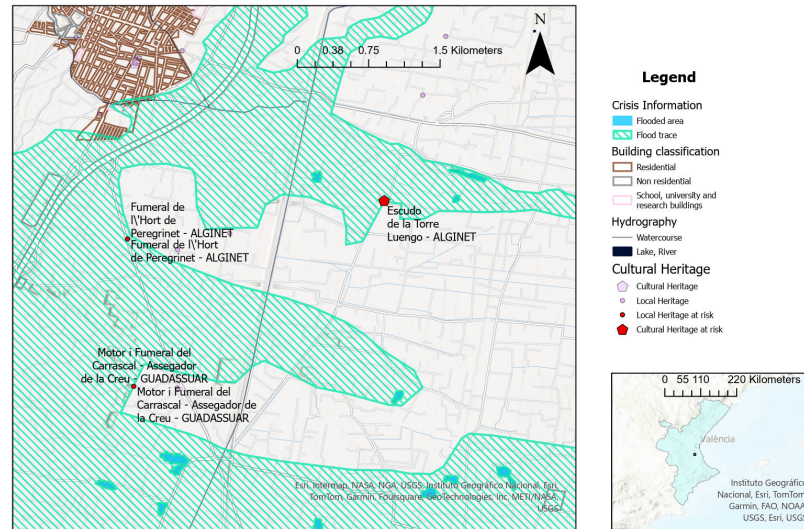 N
0 0.38 0.75 1.5 Kilometers
Fumeral de
l\'Hort de
Peregrinet - ALGINET
Fumeral de l\'Hort
de Peregrinet - ALGINET
Escudo
de la Torre
Luengo - ALGINET
Motor i Fumeral del
Carrascal - Assegador
de la Creu - GUADASSUAR
Motor i Fumeral del
Carrascal - Assegador de
la Creu - GUADASSUAR
Esri, Intermap, NASA, NGA, USGS, Instituto Geográfico Nacional, Esri,
TomTom, Garmin, Foursquare, GeoTechnologies, Inc, METI/NASA,
USGS
Legend
Crisis Information
Flooded area
Flood trace
Building classification
Residential
Non residential
School, university and
research buildings
Hydrography
Watercourse
Lake, River
Cultural Heritage
Cultural Heritage
Local Heritage
Local Heritage at risk
Cultural Heritage at risk
0 55 110 220 Kilometers
València
Instituto Geográfico
Nacional, Esri, TomTom,
Garmin, FAO, NOAA,
USGS, Esri, USGS